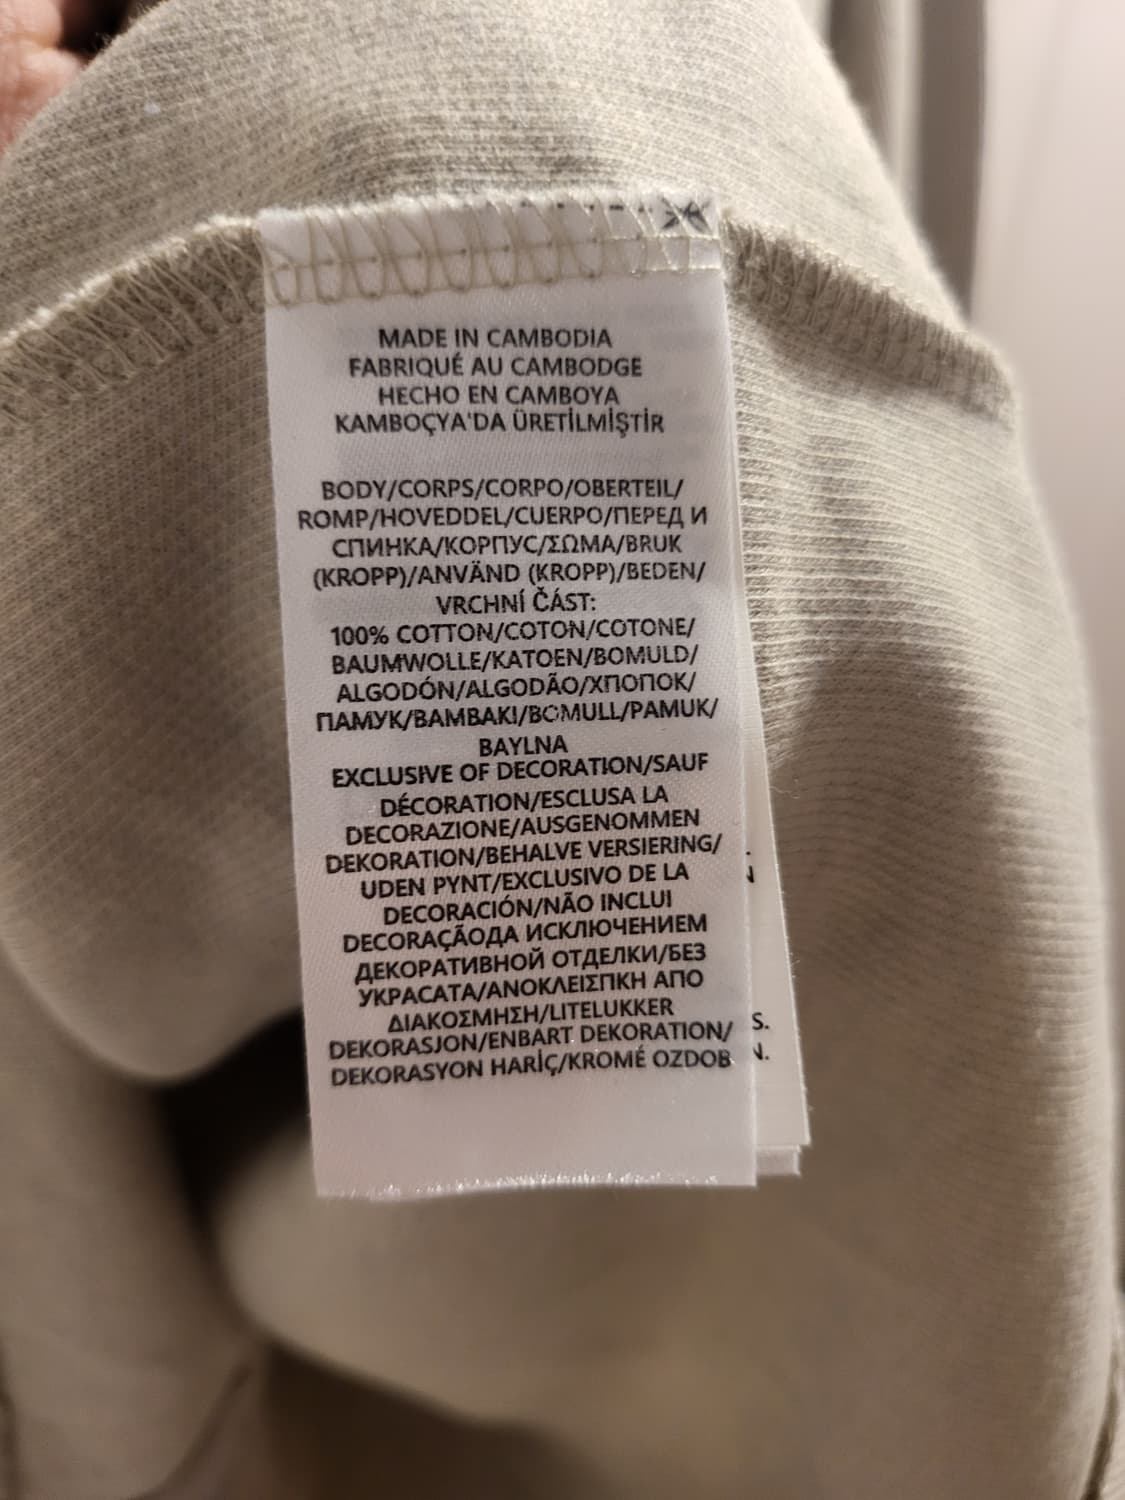 MADE IN CAMBODIA
FABRIQUÉ AU CAMBODGE
HECHO EN CAMBOYA
KAMBOÇYA'DA ÜRETİLMİŞTİR
BODY/CORPS/CORPO/OBERTEIL/
ROMP/HOVEDDEL/CUERPO/ПЕРЕД И
СПИНКА/КОРПУС/ΣΩΜΑ/BRUK
(KROPP)/ANVÄND (KROPP)/BEDEN/
VRCHNÍ ČÁST:
100% COTTON/COTON/COTONE/
BAUMWOLLE/KATOEN/BOMULD/
ALGODÓN/ALGODÃO/ХПОПОК/
ПАМУК/BAMBAKI/BOMULL/PAMUK/
BAYLNA
EXCLUSIVE OF DECORATION/SAUF
DÉCORATION/ESCLUSA LA
DECORAZIONE/AUSGENOMMEN
DEKORATION/BEHALVE VERSIERING/
UDEN PYNT/EXCLUSIVO DE LA
DECORACIÓN/NÃO INCLUI
DECORAÇÃOДА ИСКЛЮЧЕНИЕМ
ДЕКОРАТИВНОЙ ОТДЕЛКИ/БЕЗ
УКРАСАТА/ΑΝΟΚΛΕΙΣΠΚΗ ΑΠΟ
ΔΙΑΚΟΣΜΗΣΗ/LITELUKKER
DEKORASJON/ENBART DEKORATION/
DEKORASYON HARİÇ/KROMÉ OZDOB